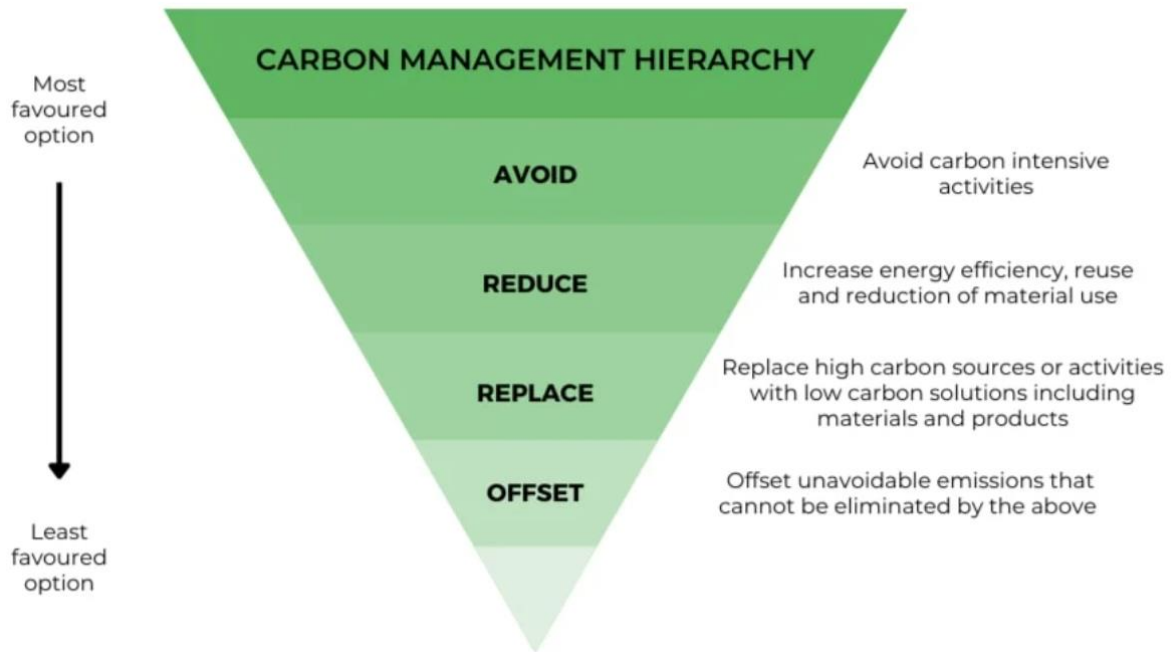 CARBON MANAGEMENT HIERARCHY
Most
favoured
option
AVOID
Avoid carbon intensive
activities
REDUCE
Increase energy efficiency, reuse
and reduction of material use
REPLACE
Replace high carbon sources or activities
with low carbon solutions including
materials and products
OFFSET
Offset unavoidable emissions that
cannot be eliminated by the above
Least
favoured
option